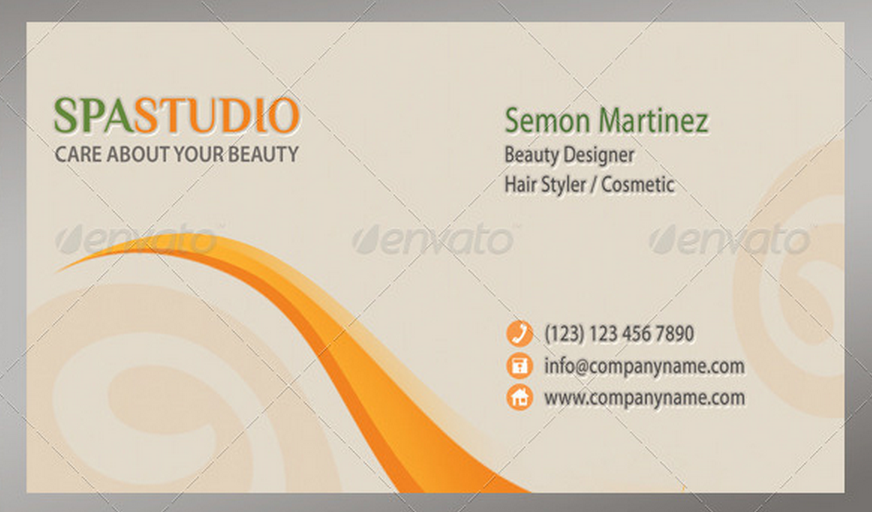 SPASTUDIO
CARE ABOUT YOUR BEAUTY
Semon Martinez
Beauty Designer
Hair Styler / Cosmetic
envato
envato
envato
(123) 123 456 7890
info@companyname.com
www.companyname.com